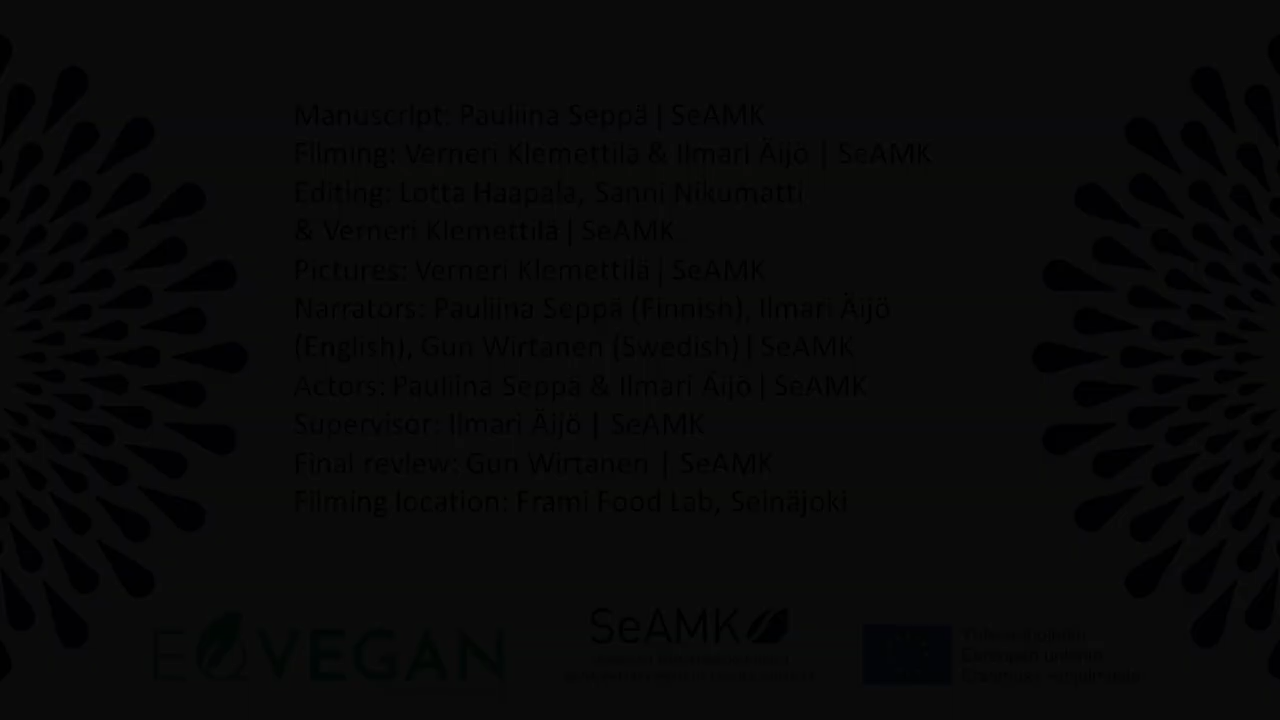 Manuscript: Pauliina Seppä | SeAMK
Filming: Verneri Klemettilä & Ilmari Äijö | SeAMK
Editing: Lotta Haapala, Sanni Nikumatti
& Verneri Klemettilä | SeAMK
Pictures: Verneri Klemettilä | SeAMK
Narrators: Pauliina Seppä (Finnish), Ilmari Äijö
(English), Gun Wirtanen (Swedish) | SeAMK
Actors: Pauliina Seppä & Ilmari Äijö | SeAMK
Supervisor: Ilmari Äijö | SeAMK
Final review: Gun Wirtanen | SeAMK
Filming location: Frami Food Lab, Seinäjoki
EQVEGAN
SeAMK
Euroopan unionin